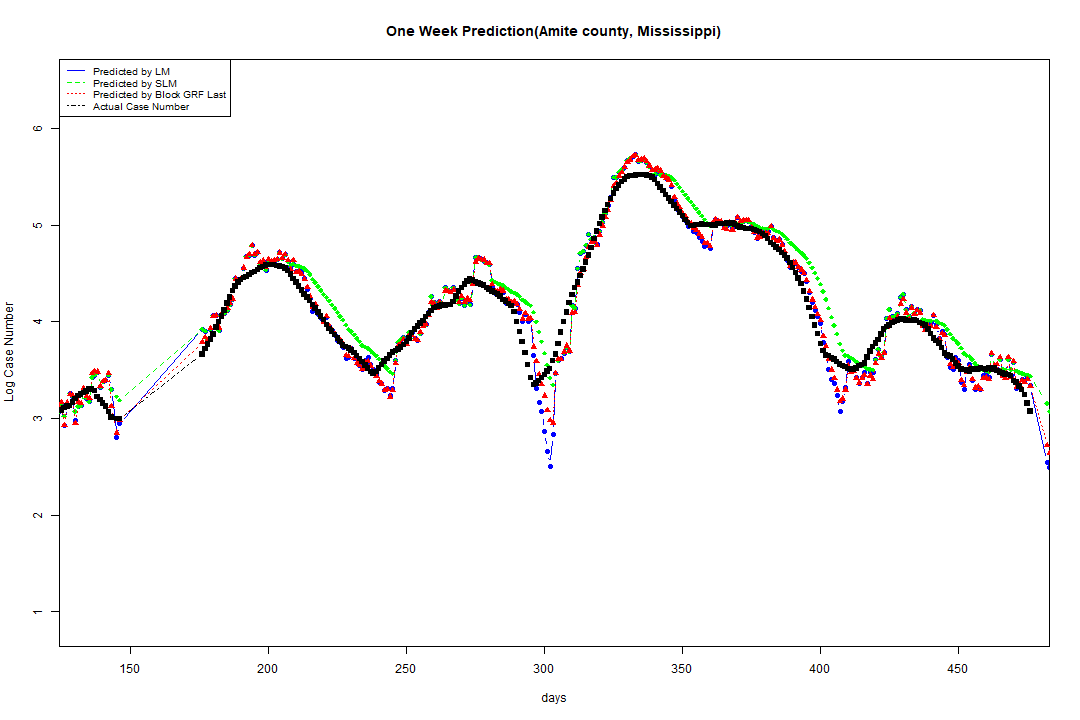 One Week Prediction(Amite county, Mississippi)
Predicted by LM
Predicted by SLM
Predicted by Block GRF Last
Actual Case Number
Log Case Number
6
5
4
3
2
1
150 200 250 300 350 400 450
days